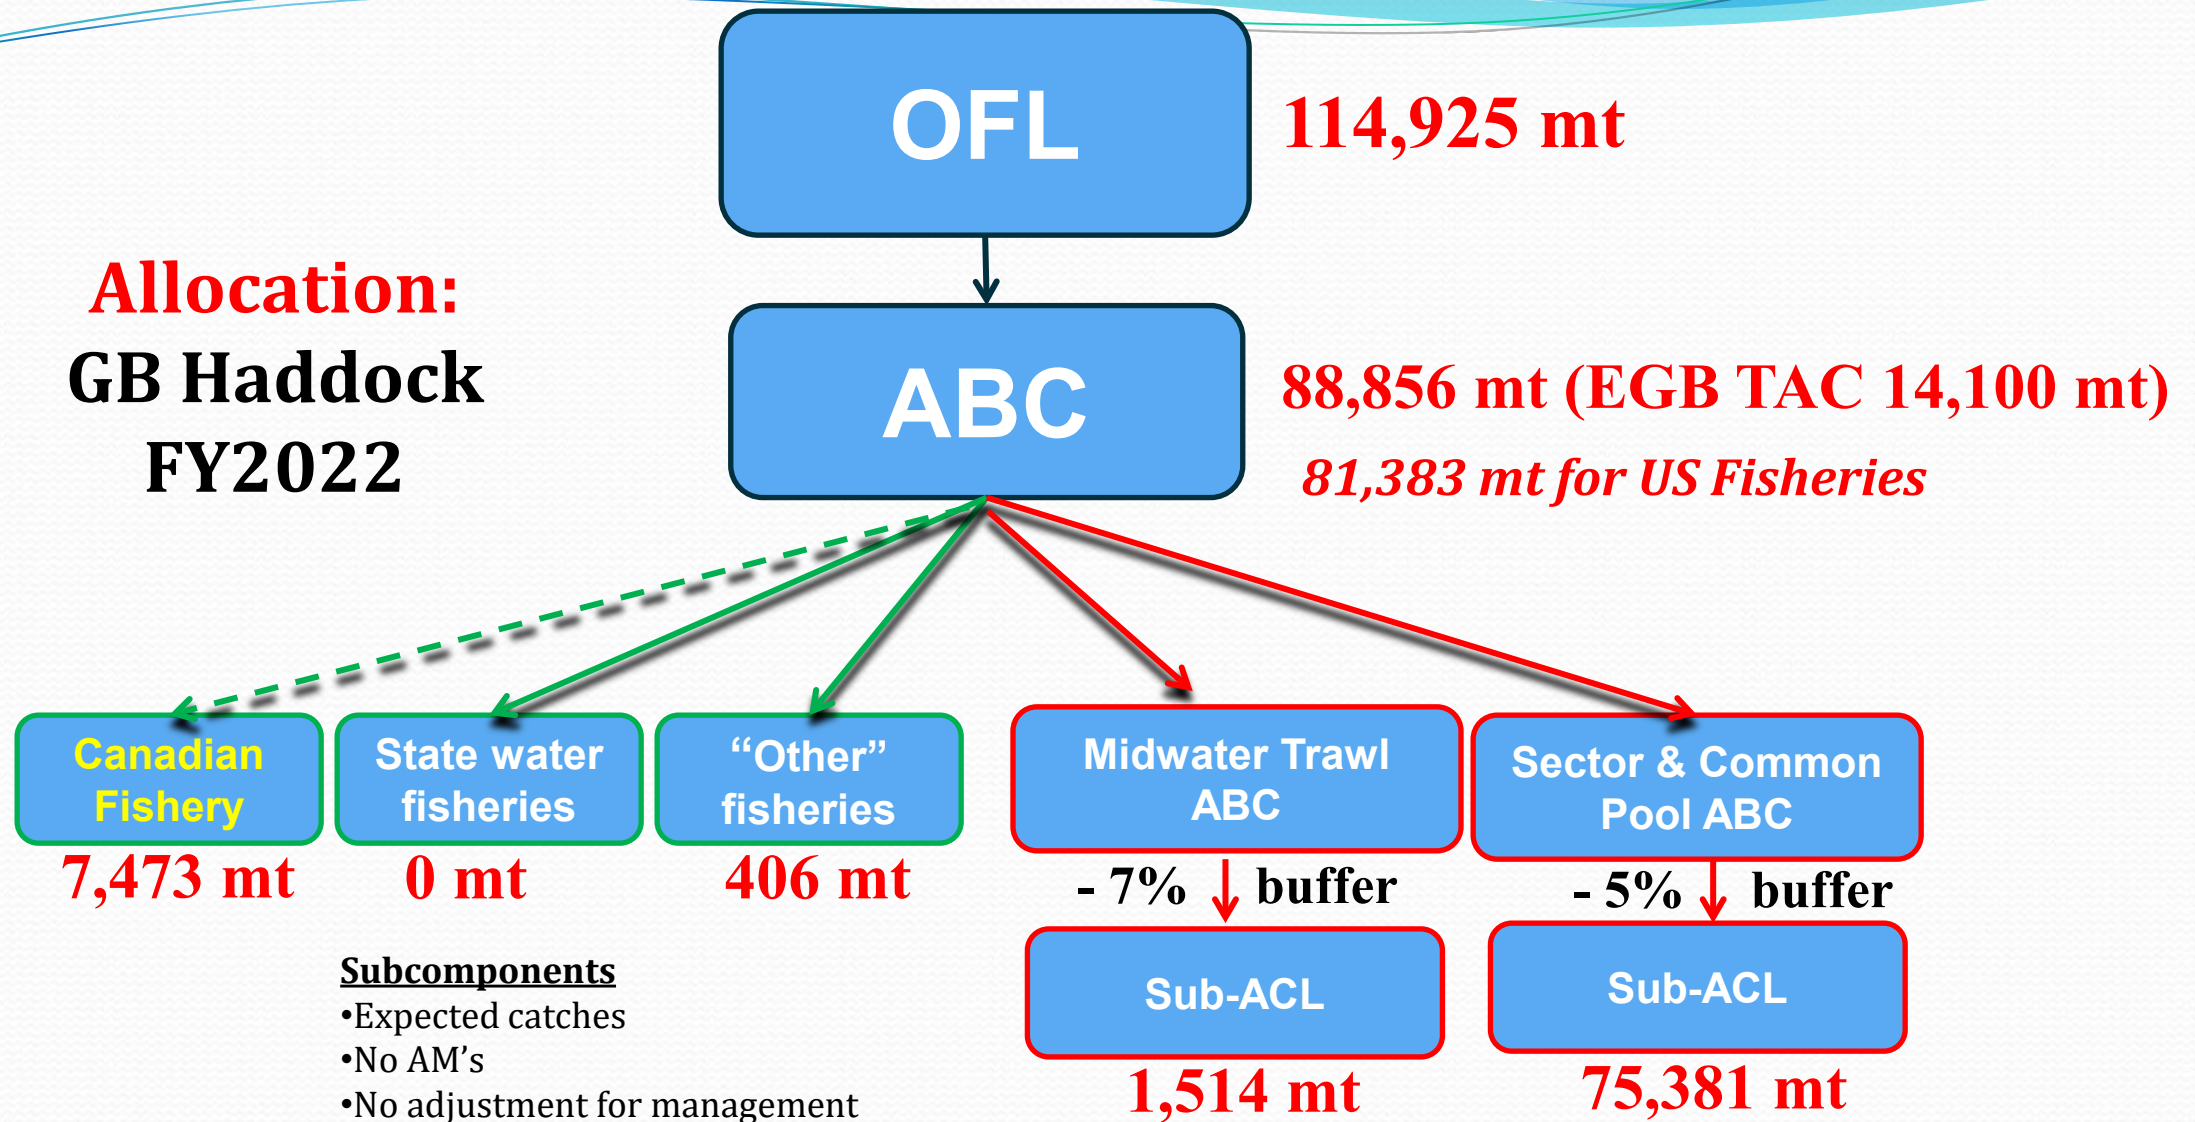 OFL
114,925 mt
Allocation:
GB Haddock
FY2022
ABC
88,856 mt (EGB TAC 14,100 mt)
81,383 mt for US Fisheries
Canadian
Fishery
7,473 mt
State water
fisheries
0 mt
“Other”
fisheries
406 mt
Midwater Trawl
ABC
- 7% buffer
Sub-ACL
1,514 mt
Sector & Common
Pool ABC
- 5% buffer
Sub-ACL
75,381 mt
Subcomponents
•Expected catches
•No AM’s
•No adjustment for management